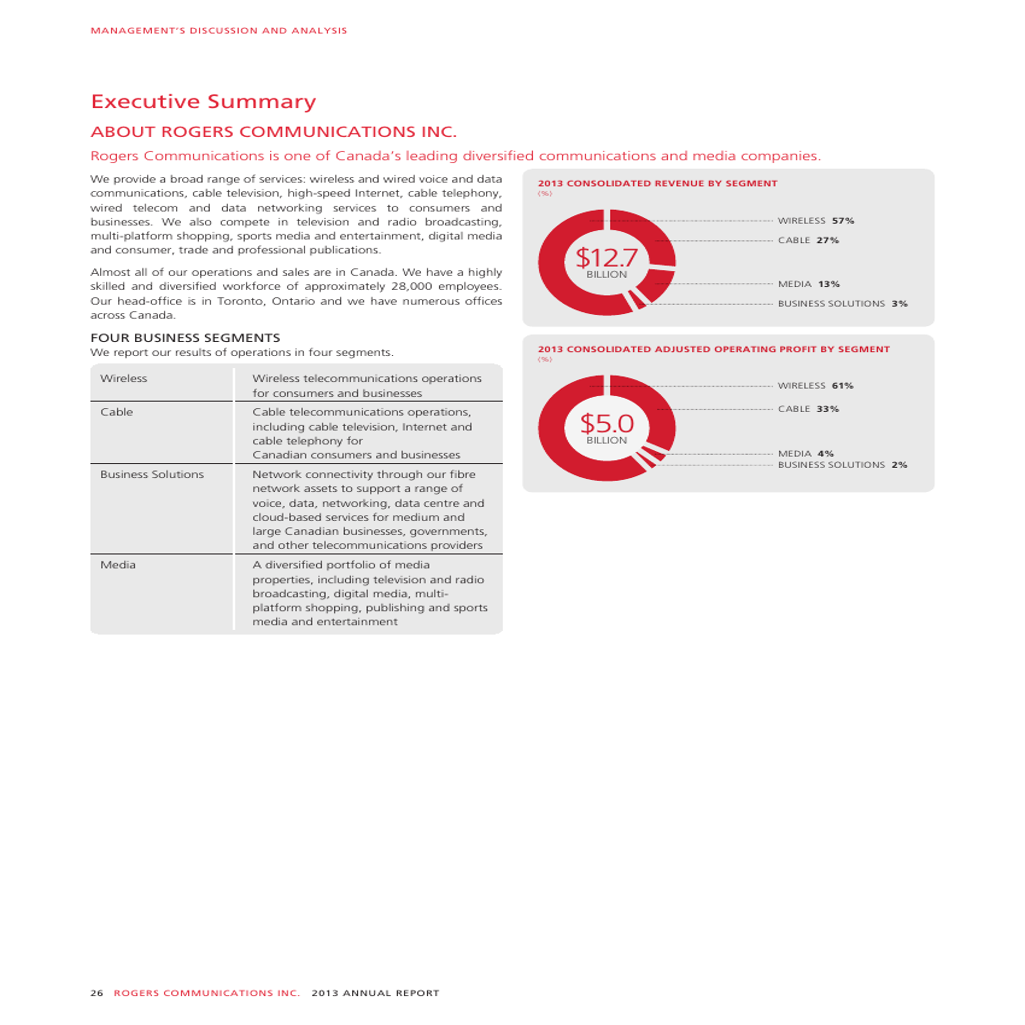 MANAGEMENT'S DISCUSSION AND ANALYSIS
Executive Summary
ABOUT ROGERS COMMUNICATIONS INC.
Rogers Communications is one of Canada's leading diversified communications and media companies.
We provide a broad range of services: wireless and wired voice and data
communications, cable television, high-speed Internet, cable telephony,
wired telecom and data networking services to consumers and
businesses. We also compete in television and radio broadcasting,
multi-platform shopping, sports media and entertainment, digital media
and consumer, trade and professional publications.
Almost all of our operations and sales are in Canada. We have a highly
skilled and diversified workforce of approximately 28,000 employees.
Our head-office is in Toronto, Ontario and we have numerous offices
across Canada.
FOUR BUSINESS SEGMENTS
We report our results of operations in four segments.
Wireless
Wireless telecommunications operations
for consumers and businesses
Cable
Cable telecommunications operations,
including cable television, Internet and
cable telephony for
Canadian consumers and businesses
Business Solutions
Network connectivity through our fibre
network assets to support a range of
voice, data, networking, data centre and
cloud-based services for medium and
large Canadian businesses, governments,
and other telecommunications providers
Media
A diversified portfolio of media
properties, including television and radio
broadcasting, digital media, multi-
platform shopping, publishing and sports
media and entertainment
2013 CONSOLIDATED REVENUE BY SEGMENT
(%)
$12.7
BILLION
WIRELESS 57%
CABLE 27%
MEDIA 13%
BUSINESS SOLUTIONS 3%
2013 CONSOLIDATED ADJUSTED OPERATING PROFIT BY SEGMENT
(%)
$5.0
BILLION
WIRELESS 61%
CABLE 33%
MEDIA 4%
BUSINESS SOLUTIONS 2%
26 ROGERS COMMUNICATIONS INC. 2013 ANNUAL REPORT